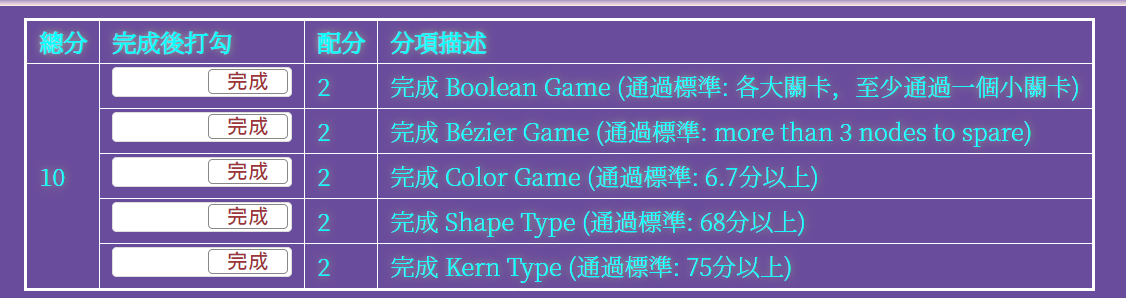 總分 完成後打勾 配分 分項描述
完成 2 完成 Boolean Game (通過標準: 各大關卡，至少通過一個小關卡)
完成 2 完成 Bézier Game (通過標準: more than 3 nodes to spare)
10 完成 2 完成 Color Game (通過標準: 6.7分以上)
完成 2 完成 Shape Type (通過標準: 68分以上)
完成 2 完成 Kern Type (通過標準: 75分以上)